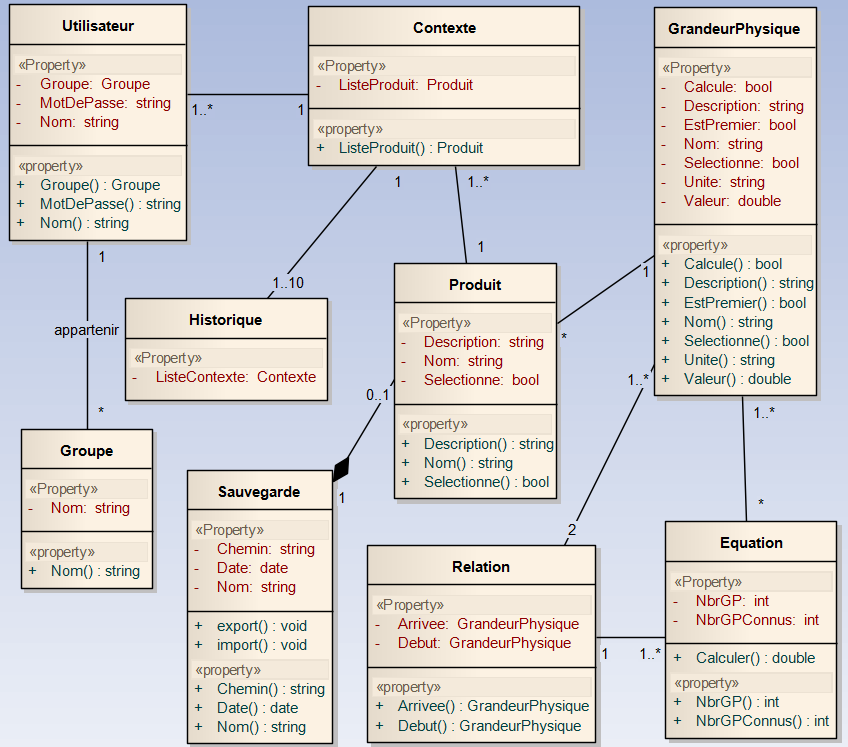 Utilisateur
«Property»
- Groupe: Groupe
- MotDePasse: string
- Nom: string
«property»
+ Groupe() : Groupe
+ MotDePasse() : string
+ Nom() : string
1..*
1
Contexte
«Property»
- ListeProduit: Produit
«property»
+ ListeProduit() : Produit
1
1..*
GrandeurPhysique
«Property»
- Calcule: bool
- Description: string
- EstPremier: bool
- Nom: string
- Selectionne: bool
- Unite: string
- Valeur: double
«property»
+ Calcule() : bool
+ Description() : string
+ EstPremier() : bool
+ Nom() : string
+ Selectionne() : bool
+ Unite() : string
+ Valeur() : double
1
appartenir
*
1..10
Historique
«Property»
- ListeContexte: Contexte
1
Produit
«Property»
- Description: string
- Nom: string
- Selectionne: bool
«property»
+ Description() : string
+ Nom() : string
+ Selectionne() : bool
1
*
1..*
1..*
0..1
1
2
*
Groupe
«Property»
- Nom: string
«property»
+ Nom() : string
Sauvegarde
«Property»
- Chemin: string
- Date: date
- Nom: string
+ export() : void
+ import() : void
«property»
+ Chemin() : string
+ Date() : date
+ Nom() : string
Relation
«Property»
- Arrivee: GrandeurPhysique
- Debut: GrandeurPhysique
«property»
+ Arrivee() : GrandeurPhysique
+ Debut() : GrandeurPhysique
1
1..*
Equation
«Property»
- NbrGP: int
- NbrGPConnus: int
+ Calculer() : double
«property»
+ NbrGP() : int
+ NbrGPConnus() : int